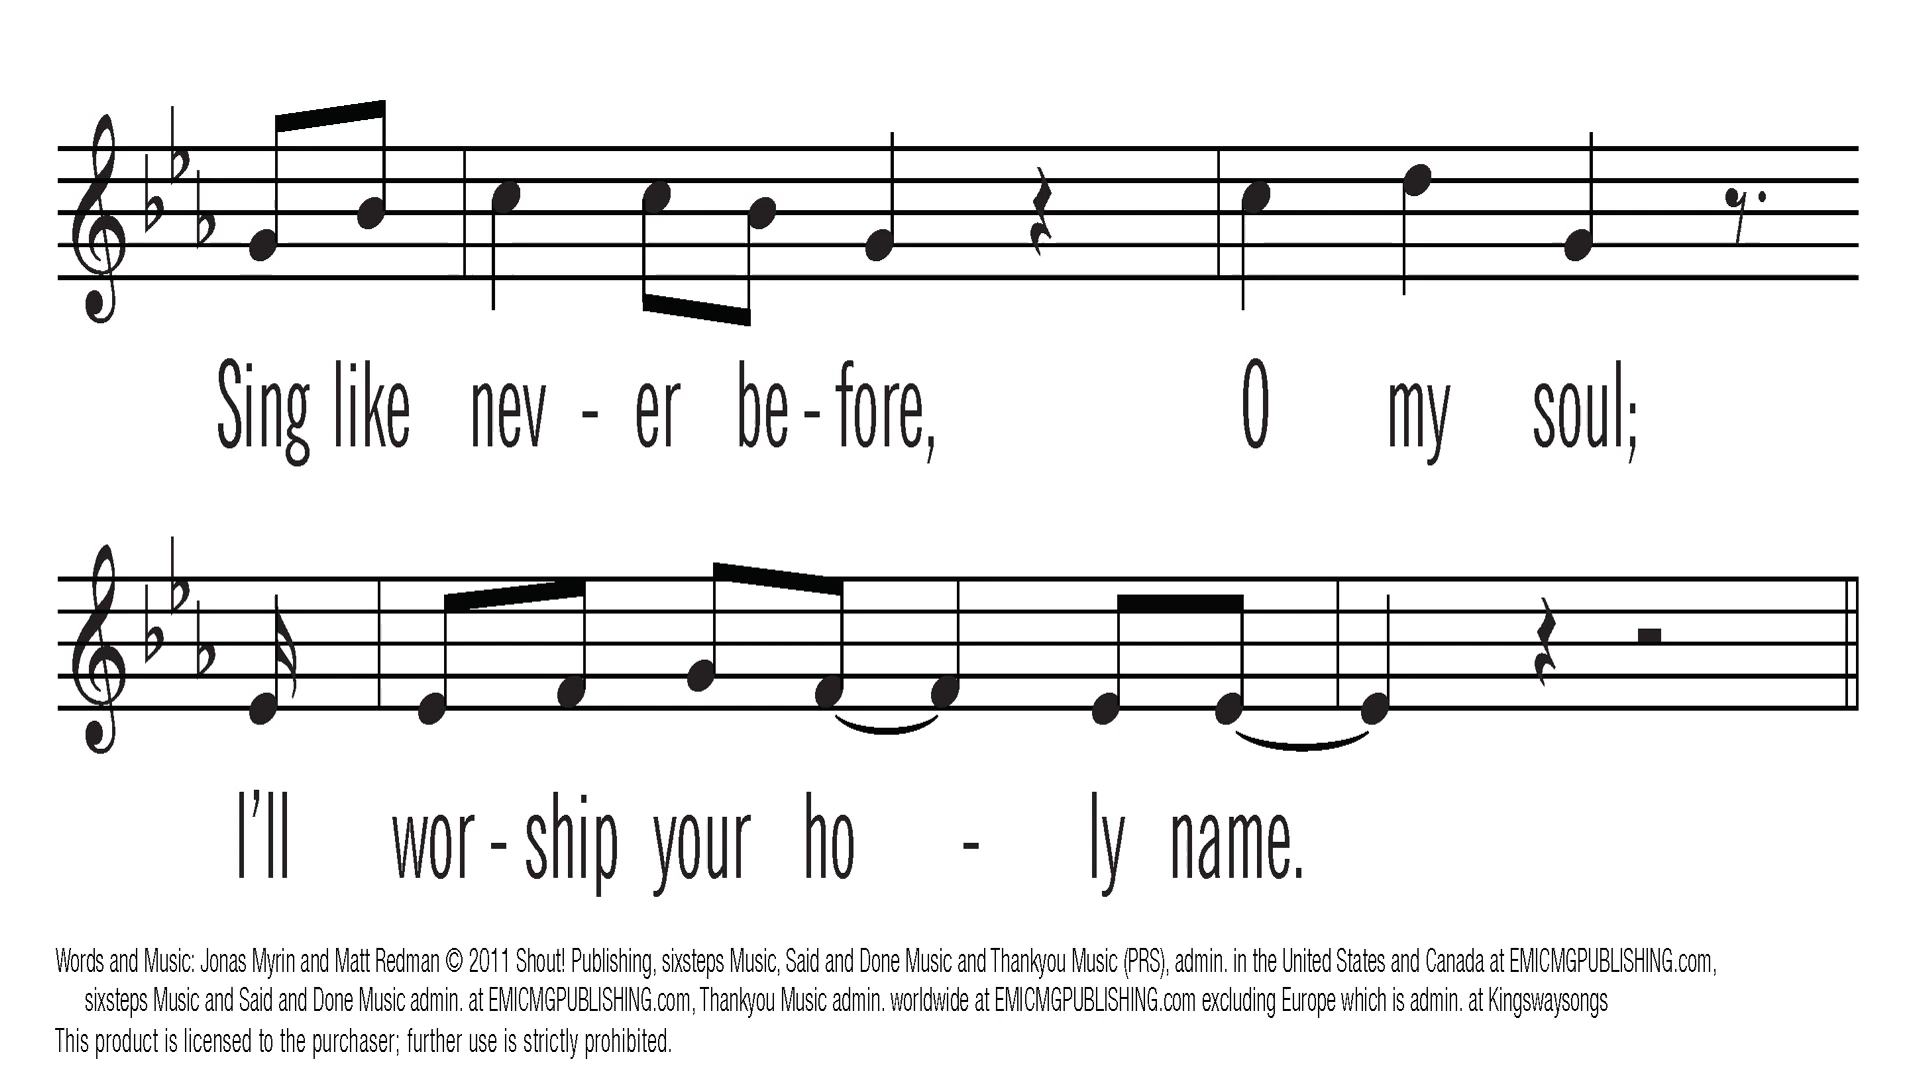 Sing like nev - er be - fore, O my soul;
I'll wor - ship your ho - ly name.
Words and Music: Jonas Myrin and Matt Redman © 2011 Shout! Publishing, sixsteps Music, Said and Done Music and Thankyou Music (PRS), admin. in the United States and Canada at EMICMGPUBLISHING.com,
sixsteps Music and Said and Done Music admin. at EMICMGPUBLISHING.com, Thankyou Music admin. worldwide at EMICMGPUBLISHING.com excluding Europe which is admin. at Kingswaysongs
This product is licensed to the purchaser; further use is strictly prohibited.